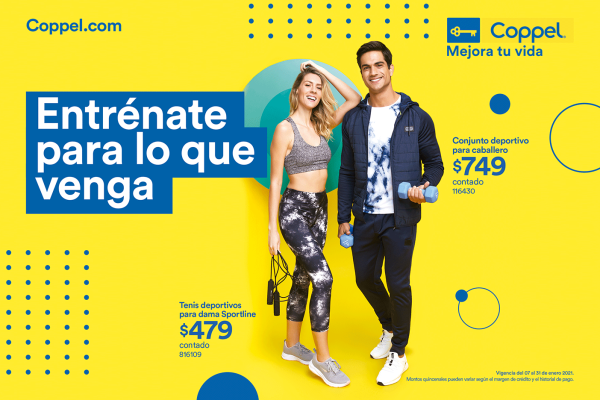 Coppel.com
Coppel.
Mejora tu vida
Entrénate
para lo que
venga
Conjunto deportivo
para caballero
$749
contado
116430
Tenis deportivos
para dama Sportline
$479
contado
816109
Vigencia del 07 al 31 de enero 2021.
Montos quincenales pueden variar según el margen de crédito y el historial de pago.